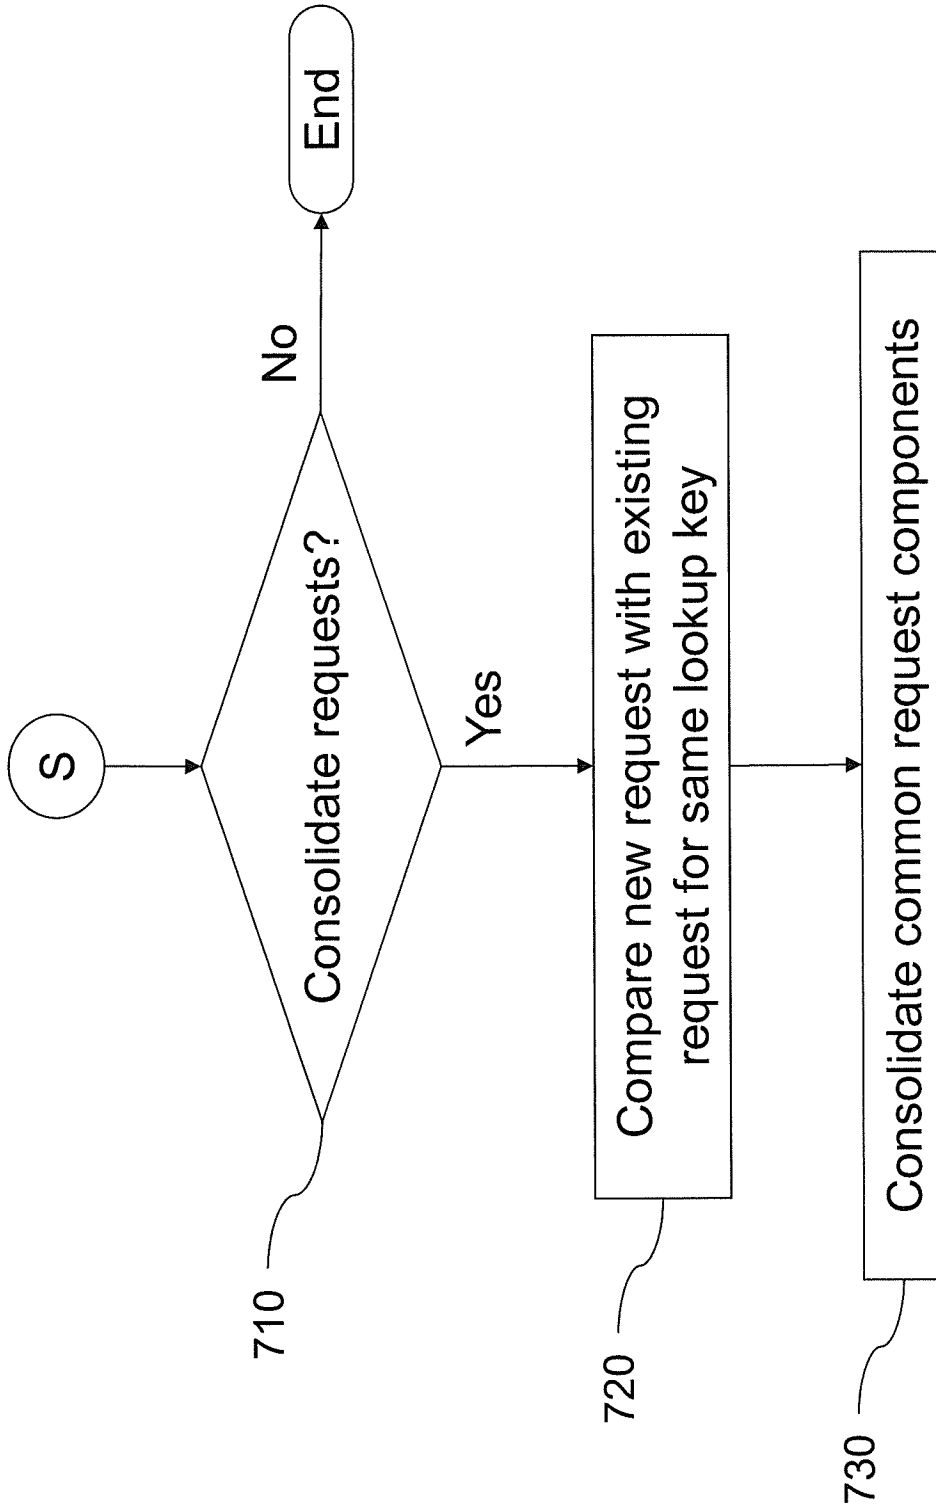 S
Consolidate requests?
No
End
710
Yes
Compare new request with existing
request for same lookup key
720
Consolidate common request components
730